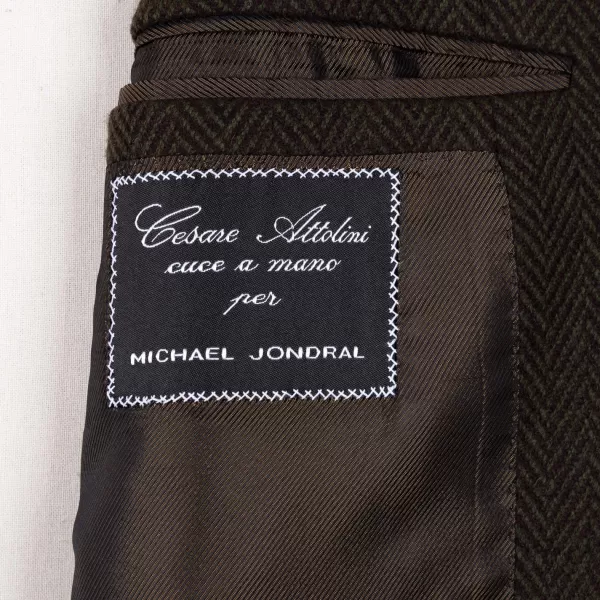 Cesare Attolini
cuce a mano
per
MICHAEL JONDRAL